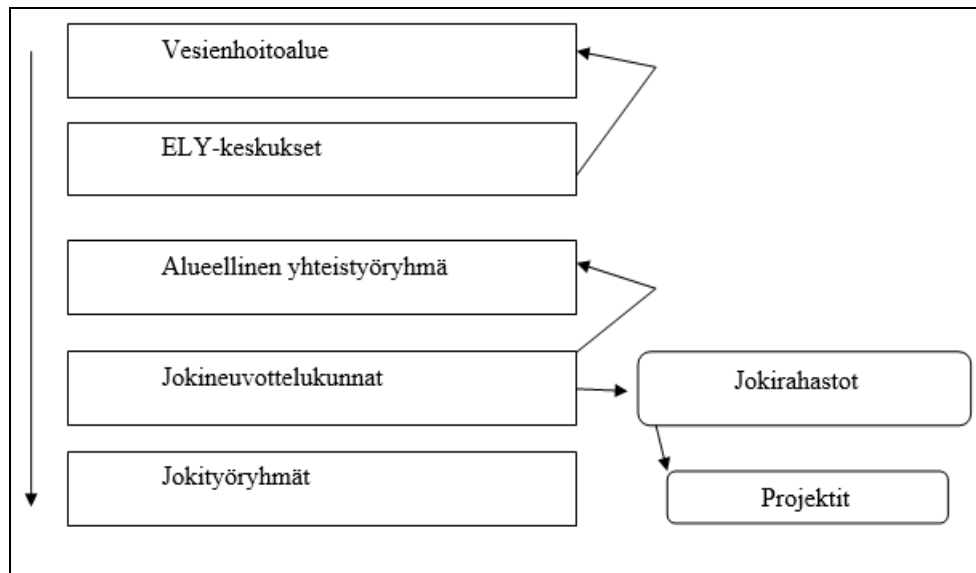 Vesienhoitoalue
ELY-keskukset
Alueellinen yhteistyöryhmä
Jokineuvottelukunnat
Jokirahastot
Jokityöryhmät
Projektit